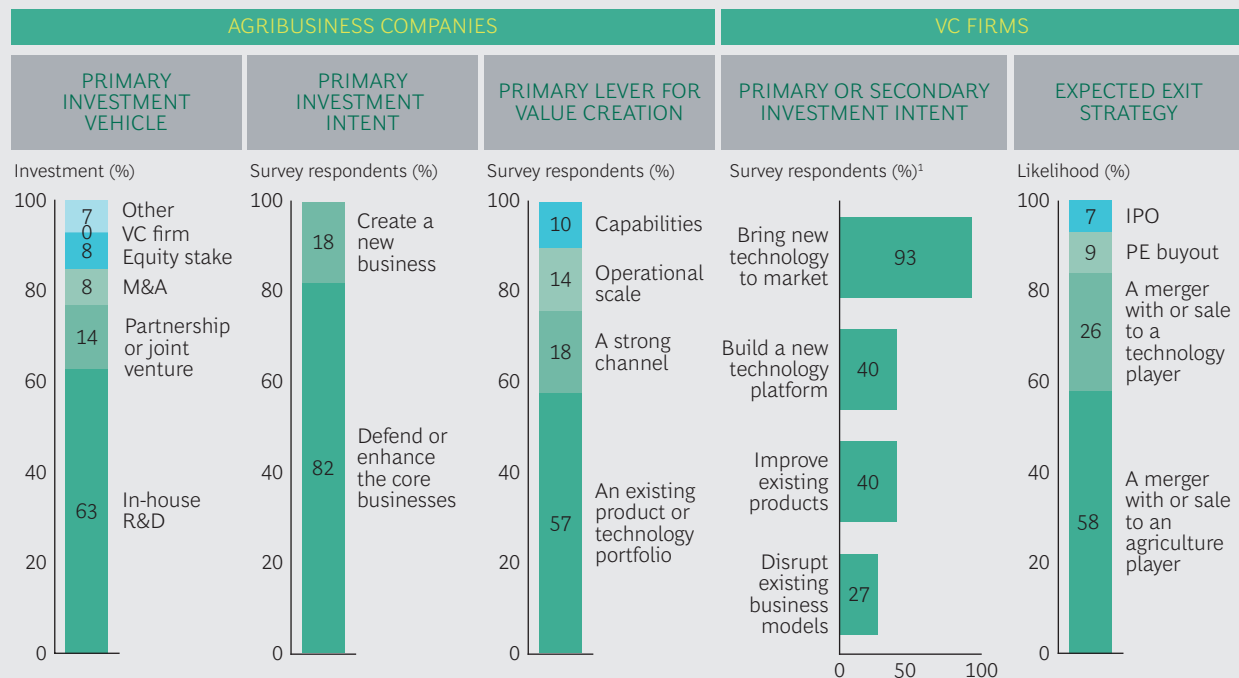 AGRIBUSINESS COMPANIES
VC FIRMS
PRIMARY
INVESTMENT
VEHICLE
PRIMARY
INVESTMENT
INTENT
PRIMARY LEVER FOR
VALUE CREATION
PRIMARY OR SECONDARY
INVESTMENT INTENT
EXPECTED EXIT
STRATEGY
Investment (%)
100
80
60
40
20
0
7
0
8
8
14
63
Other
VC firm
Equity stake
M&A
Partnership
or joint
venture
In-house
R&D
Survey respondents (%)
100
80
60
40
20
0
18
82
Create a
new
business
Defend or
enhance
the core
businesses
Survey respondents (%)
100
80
60
40
20
0
10
14
18
57
Capabilities
Operational
scale
A strong
channel
An existing
product or
technology
portfolio
Survey respondents (%)¹
Bring new
technology
to market
93
Build a new
technology
platform
40
Improve
existing
products
40
Disrupt
existing
business
models
27
0
50
100
Likelihood (%)
100
80
60
40
20
0
7
9
26
58
IPO
PE buyout
A merger
with or sale
to a
technology
player
A merger
with or sale
to an
agriculture
player